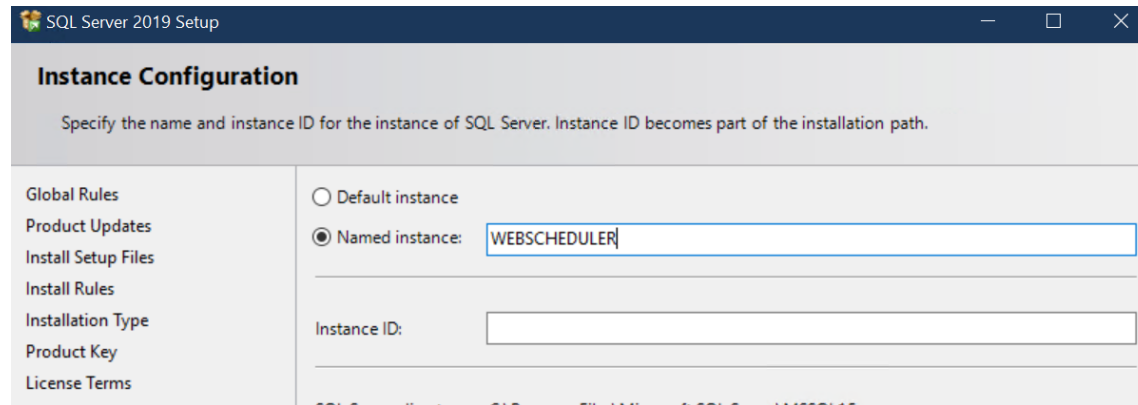 SQL Server 2019 Setup
Instance Configuration
Specify the name and instance ID for the instance of SQL Server. Instance ID becomes part of the installation path.
Global Rules
Product Updates
Install Setup Files
Install Rules
Installation Type
Product Key
License Terms
Default instance
Named instance: WEBSCHEDULER
Instance ID: